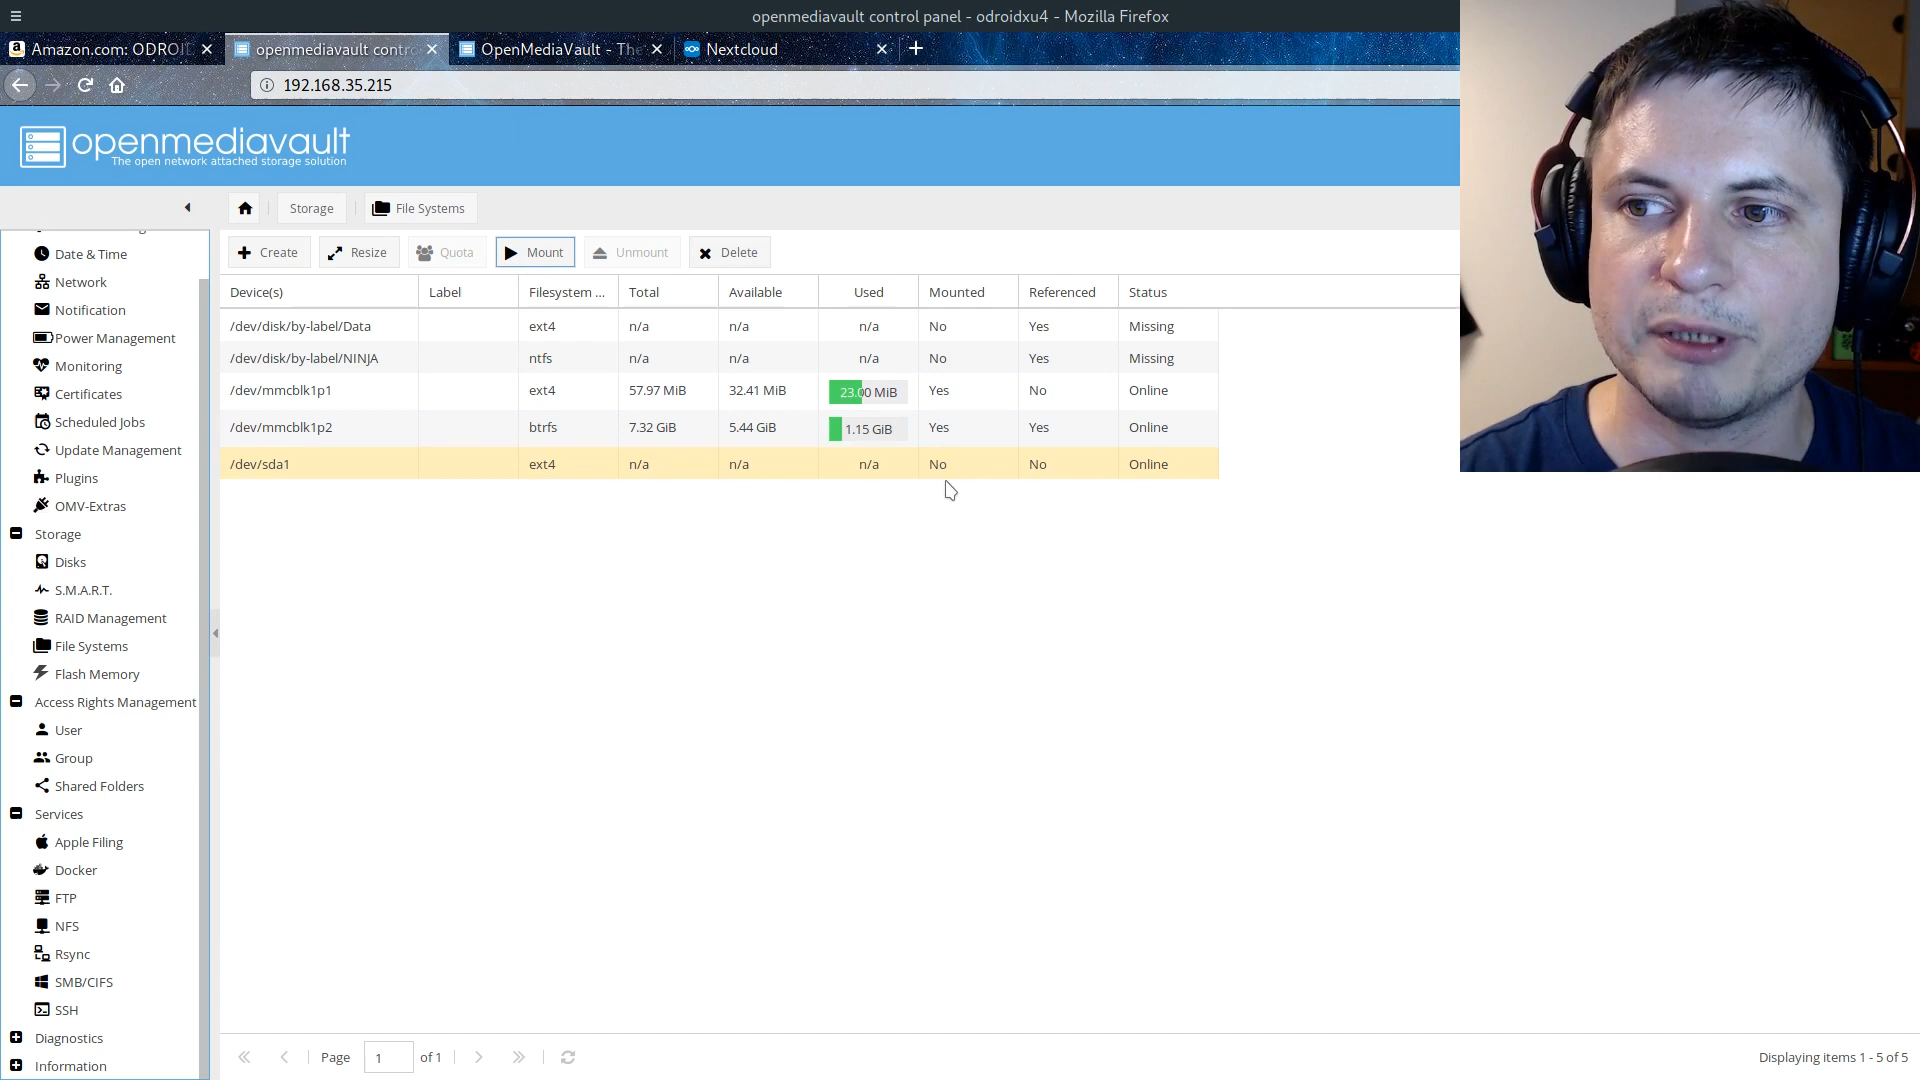 openmediavault control panel - odroidxu4 - Mozilla Firefox
Amazon.com: ODROI
openmediavault contro
OpenMediaVault - The
Nextcloud
192.168.35.215
openmediavault
The open network attached storage solution
Storage
File Systems
Date & Time
Network
Notification
Power Management
Monitoring
Certificates
Scheduled Jobs
Update Management
Plugins
OMV-Extras
Storage
Disks
S.M.A.R.T.
RAID Management
File Systems
Flash Memory
Access Rights Management
User
Group
Shared Folders
Services
Apple Filing
Docker
FTP
NFS
Rsync
SMB/CIFS
SSH
Diagnostics
Information
Create Resize Quota Mount Unmount Delete
Device(s) Label Filesystem ... Total Available Used Mounted Referenced Status
/dev/disk/by-label/Data ext4 n/a n/a n/a No Yes Missing
/dev/disk/by-label/NINJA ntfs n/a n/a n/a No Yes Missing
/dev/mmcblk1p1 ext4 57.97 MiB 32.41 MiB 23.00 MiB Yes No Online
/dev/mmcblk1p2 btrfs 7.32 GiB 5.44 GiB 1.15 GiB Yes Yes Online
/dev/sda1 ext4 n/a n/a n/a No No Online
Page 1 of 1
Displaying items 1 - 5 of 5